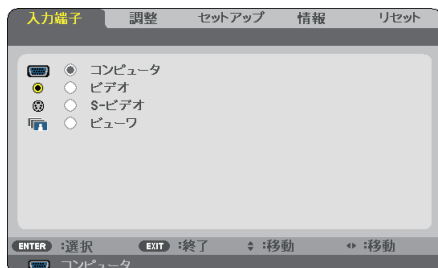 入力端子 調整 セットアップ 情報 リセット
コンピュータ
ビデオ
S-ビデオ
ビューワ
ENTER :選択 EXIT :終了 :移動 :移動
コンピュータ